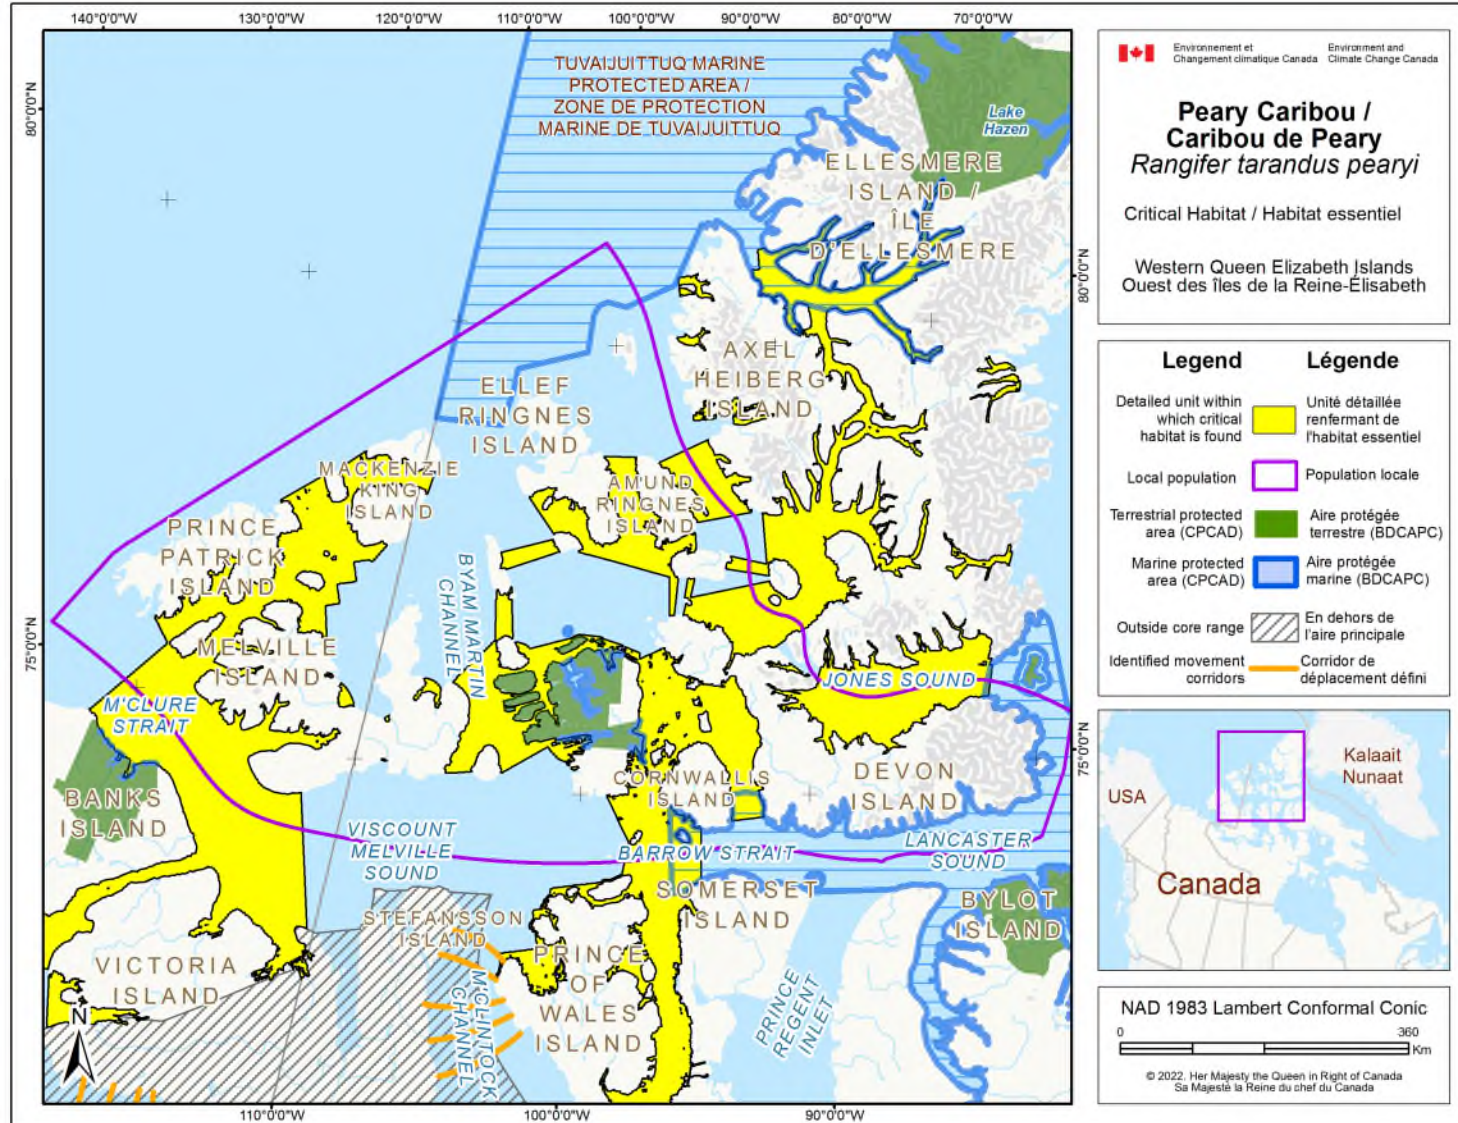 140°0'0"W
130°0'0"W
120°0'0"W
110°0'0"W
100°0'0"W
90°0'0"W
80°0'0"W
70°0'0"W
80°0'0"N
75°0'0"N
80°0'0"N
75°0'0"N
110°0'0"W
100°0'0"W
90°0'0"W
TUVAIJUITTUQ MARINE
PROTECTED AREA /
ZONE DE PROTECTION
MARINE DE TUVAIJUITTUQ
Lake
Hazen
ELLESMERE
ISLAND /
ÎLE
D'ELLESMERE
AXEL
HEIBERG
ISLAND
ELLEF
RINGNES
ISLAND
MACKENZIE
KING
ISLAND
AMUND
RINGNES
ISLAND
PRINCE
PATRICK
ISLAND
BYAM MARTIN
CHANNEL
MELVILLE
ISLAND
M'CLURE
STRAIT
JONES SOUND
BANKS
ISLAND
CORNWALLIS
ISLAND
DEVON
ISLAND
VISCOUNT
MELVILLE
SOUND
BARROW STRAIT
LANCASTER
SOUND
SOMERSET
ISLAND
BYLOT
ISLAND
STEFANSSON
ISLAND
VICTORIA
ISLAND
PRINCE
OF
WALES
ISLAND
M'CLINTOCK
CHANNEL
PRINCE
REGENT
INLET
N
Environnement et
Changement climatique Canada
Environment and
Climate Change Canada
Peary Caribou /
Caribou de Peary
Rangifer tarandus pearyi
Critical Habitat / Habitat essentiel
Western Queen Elizabeth Islands
Ouest des îles de la Reine-Élisabeth
Legend
Légende
Detailed unit within
which critical
habitat is found
Unité détaillée
renfermant de
l'habitat essentiel
Local population
Population locale
Terrestrial protected
area (CPCAD)
Aire protégée
terrestre (BDCAPC)
Marine protected
area (CPCAD)
Aire protégée
marine (BDCAPC)
Outside core range
En dehors de
l'aire principale
Identified movement
corridors
Corridor de
déplacement défini
USA
Kalaait
Nunaat
Canada
NAD 1983 Lambert Conformal Conic
0
360
Km
© 2022, Her Majesty the Queen in Right of Canada
Sa Majesté la Reine du chef du Canada